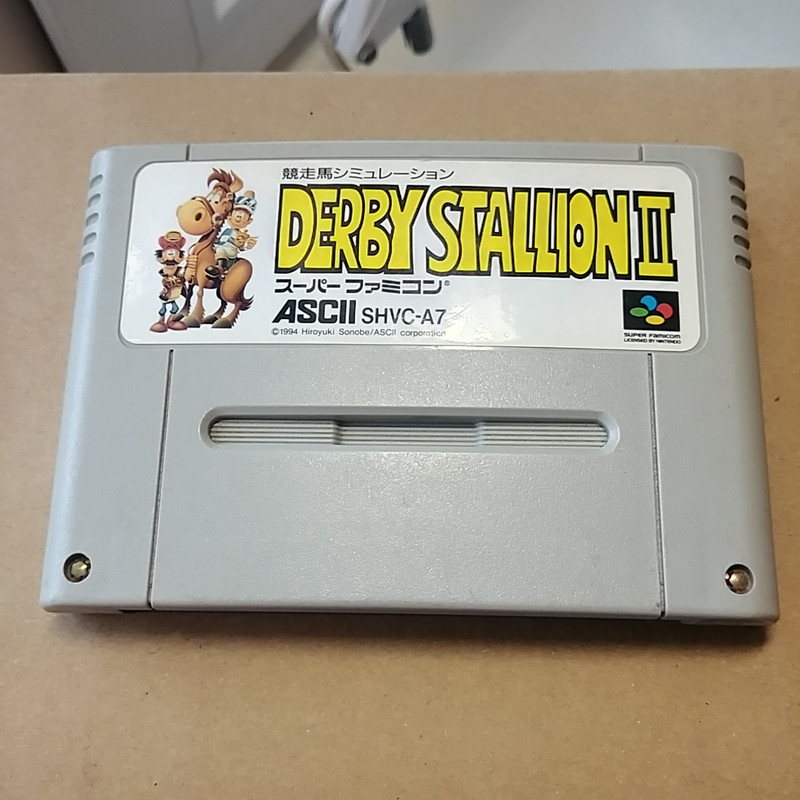 競走馬シミュレーション
DERBY STALLION II
スーパーファミコン®
ASCII SHVC-A7
©1994 Hiroyuki Sonobe/ASCII corporation
SUPER FAMICOM
LICENSED BY NINTENDO